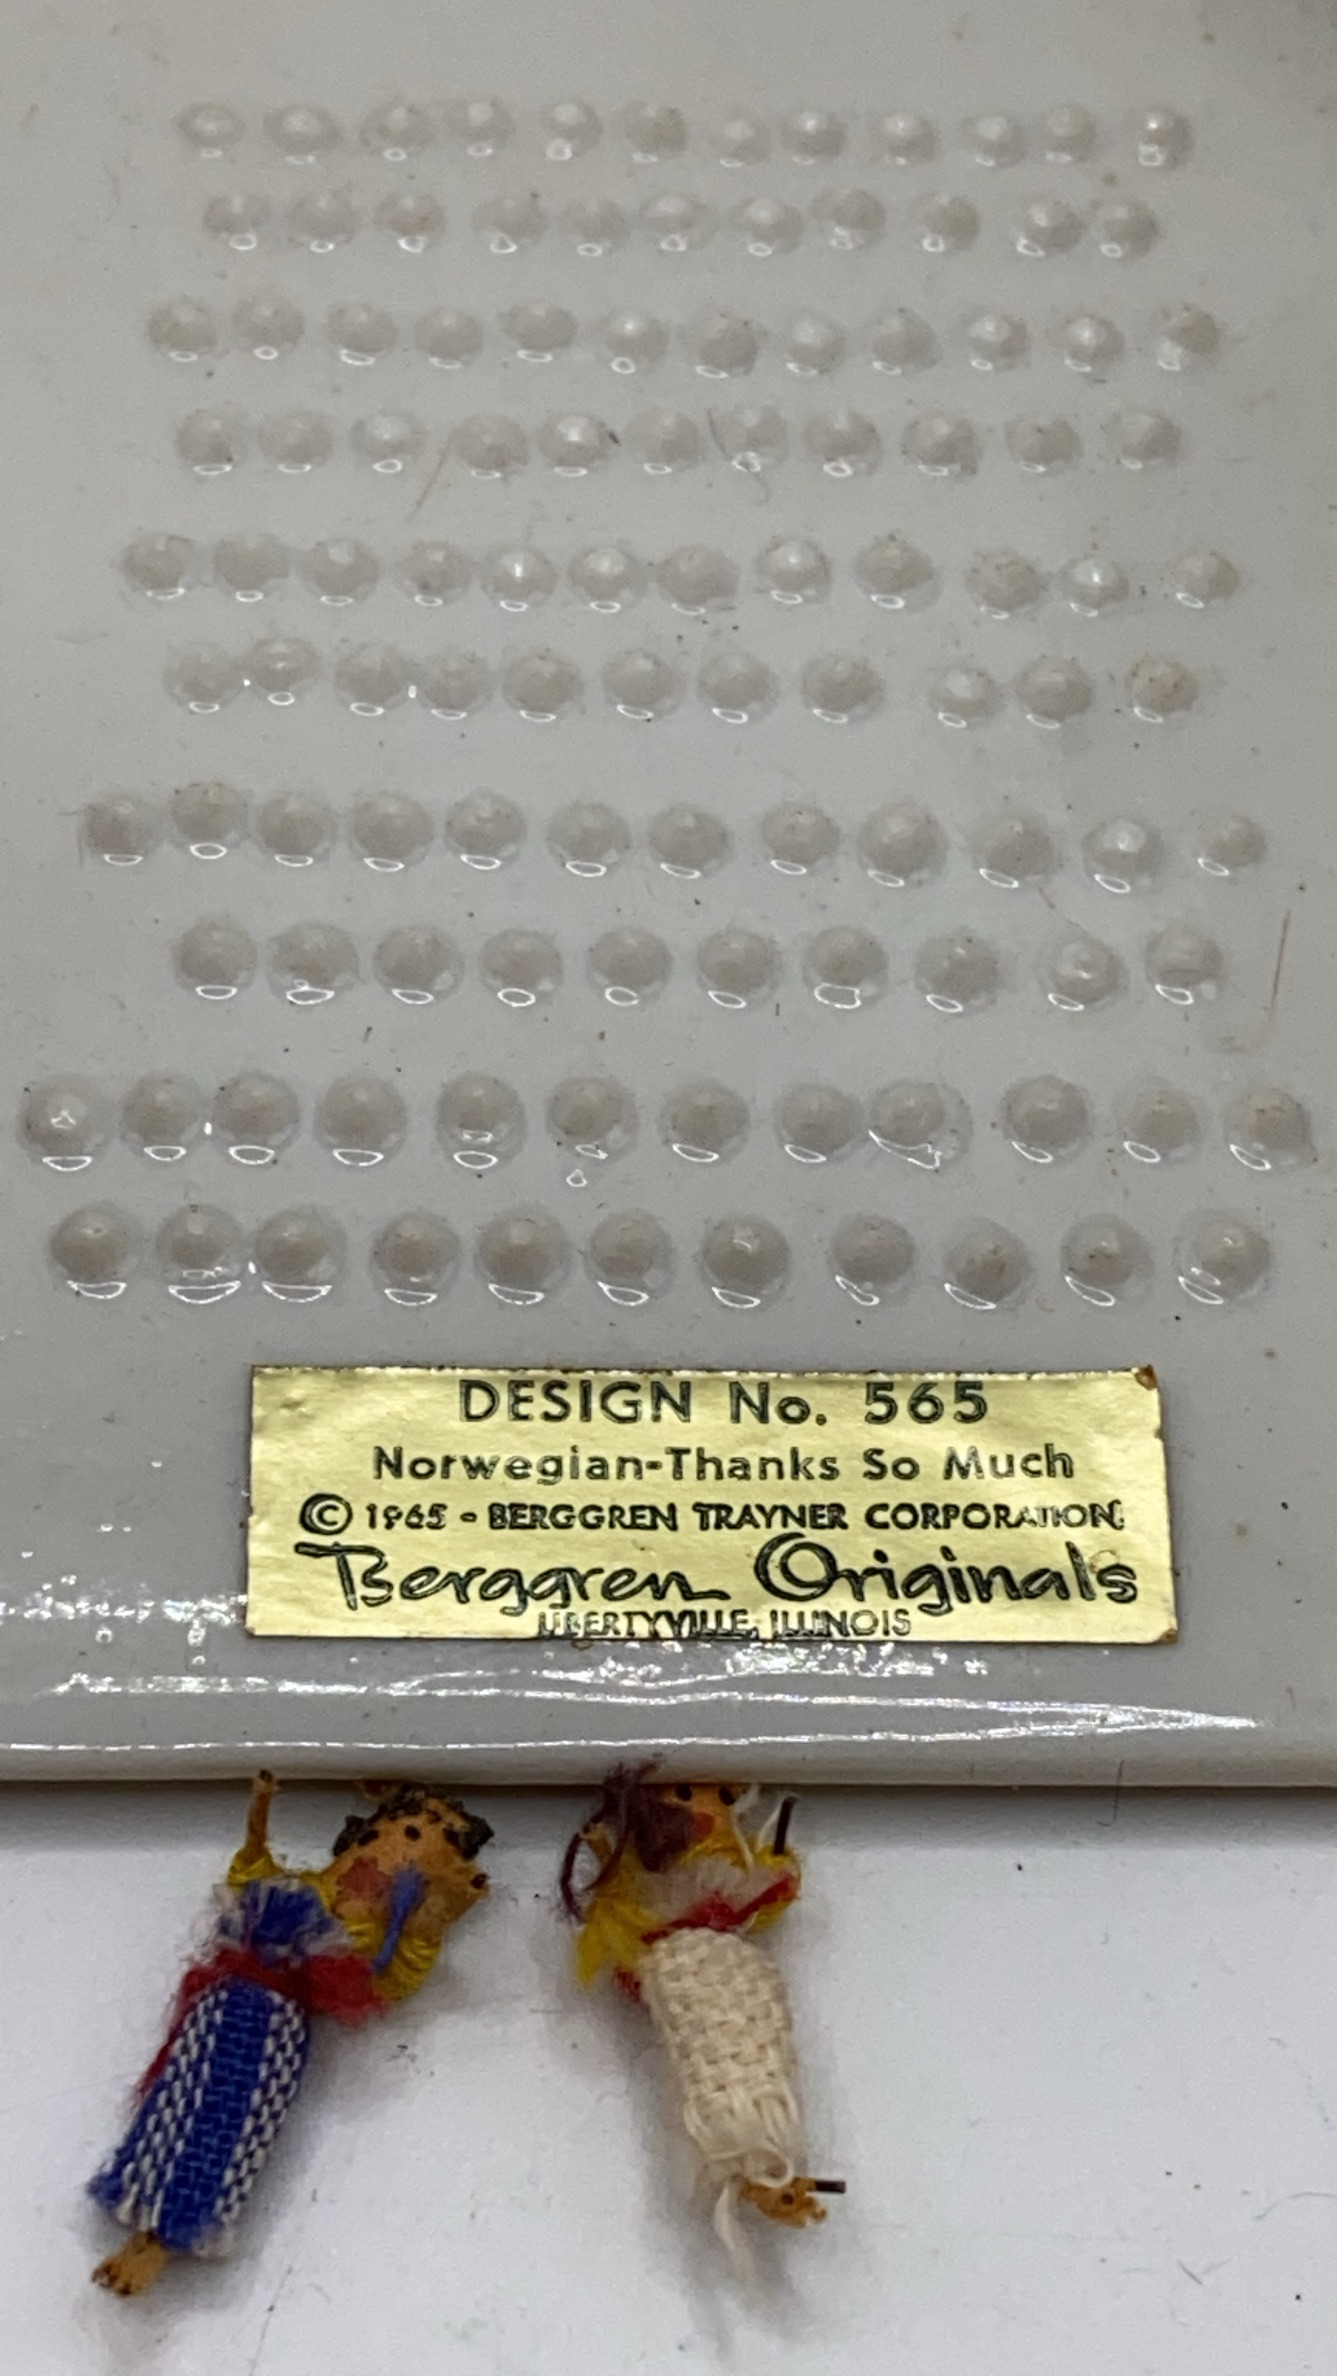 DESIGN No. 565
Norwegian-Thanks So Much
© 1965 - BERGGREN TRAYNER CORPORATION
Berggren Originals
LIBERTYVILLE, ILLINOIS